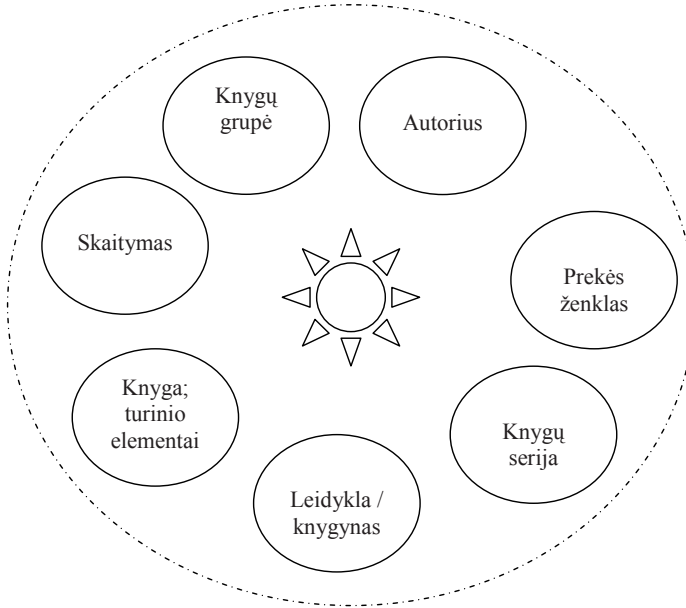 Knygų
grupė
Autorius
Skaitymas
Prekės
ženklas
Knyga;
turinio
elementai
Knygų
serija
Leidykla /
knygynas